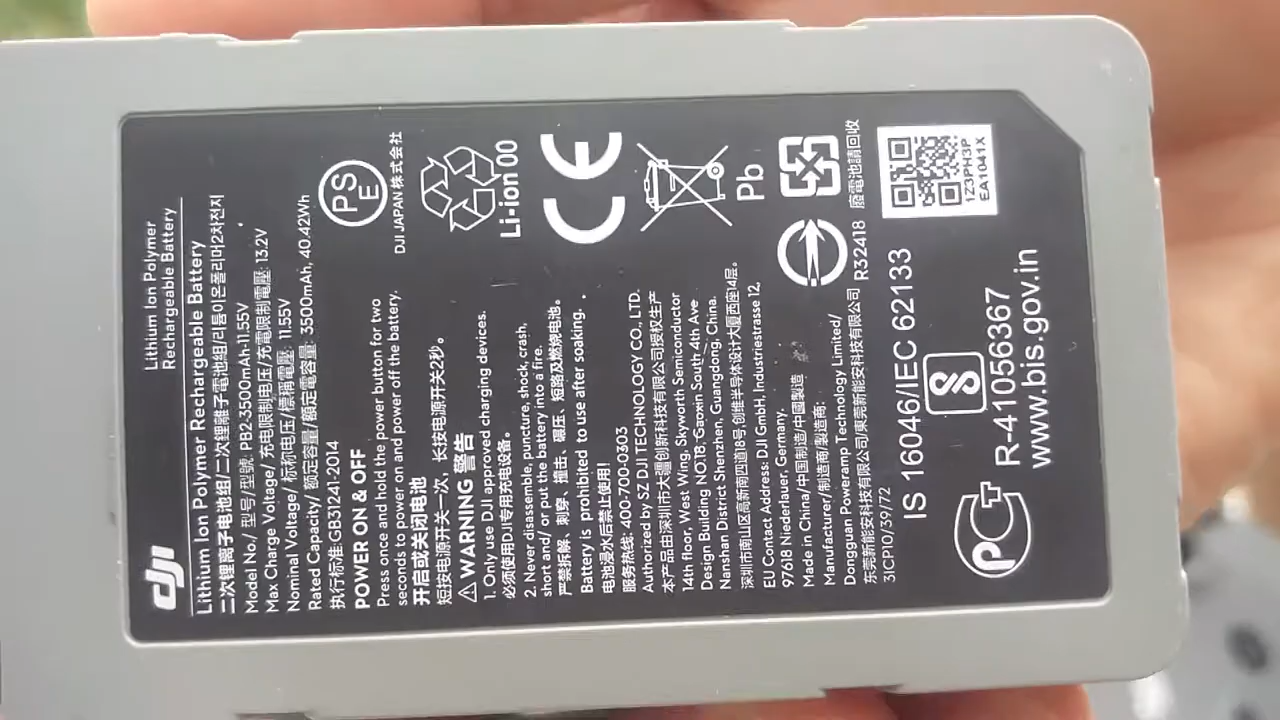 dji
Lithium Ion Polymer
Rechargeable Battery
Lithium Ion Polymer Rechargeable Battery
二次锂离子电池组/二次鋰離子電池組/리튬이온폴리머2차전지
Model No./ 型号/型號: PB2-3500mAh-11.55V
Max Charge Voltage/ 充电限制电压/充電限制電壓: 13.2V
Nominal Voltage/ 标称电压/標稱電壓: 11.55V
Rated Capacity/ 额定容量/額定電容量: 3500mAh, 40.42Wh
执行标准:GB31241-2014
POWER ON & OFF
Press once and hold the power button for two
seconds to power on and power off the battery.
开启或关闭电池
短按电源开关一次，长按电源开关2秒。
WARNING 警告
1. Only use DJI approved charging devices.
必须使用DJI专用充电设备。
2. Never disassemble, puncture, shock, crash,
short and/ or put the battery into a fire.
严禁拆解、刺穿、撞击、碾压、短路及燃烧电池。
Battery is prohibited to use after soaking.
电池浸水后禁止使用!
服务热线: 400-700-0303
Authorized by SZ DJI TECHNOLOGY CO., LTD.
本产品由深圳市大疆创新科技有限公司授权生产
14th floor, West Wing, Skyworth Semiconductor
Design Building NO.18, Gaoxin South 4th Ave
Nanshan District Shenzhen, Guangdong, China.
深圳市南山区高新南四道18号,创维半导体设计大厦西座14层。
EU Contact Address: DJI GmbH, Industriestrasse 12,
97618 Niederlauer, Germany.
Made in China/中国制造/中國製造
Manufacturer/制造商/製造商:
Dongguan Poweramp Technology Limited/
东莞新能安科技有限公司/東莞新能安科技有限公司
3ICP10/39/72
PS
E
DJI JAPAN 株式会社
Li-ion 00
CE
Pb
R32418
廢電池請回收
1Z3PH3P
EA1041X
IS 16046/IEC 62133
R-41056367
www.bis.gov.in